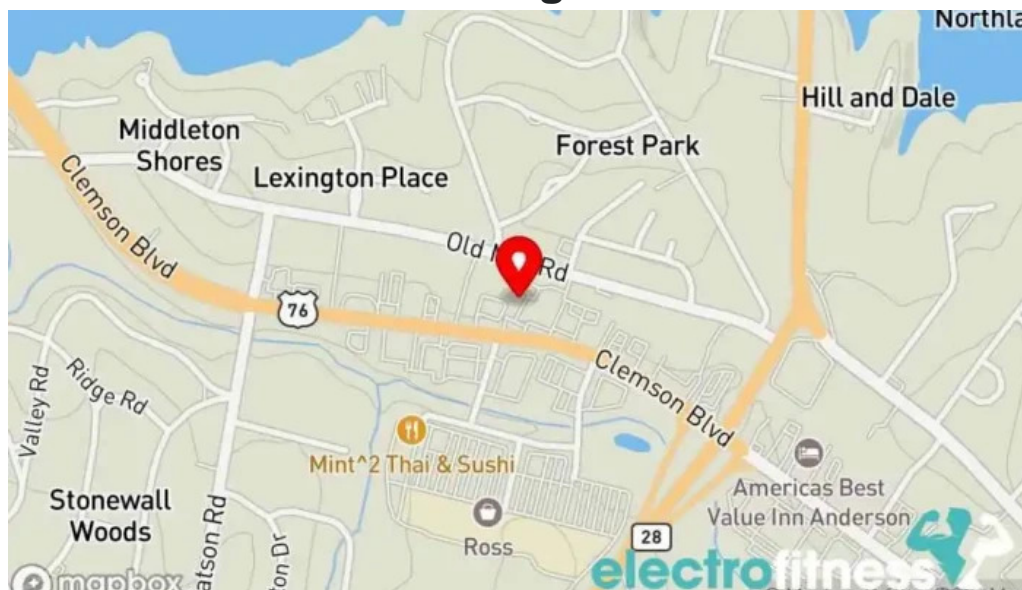 Northla
Hill and Dale
Middleton
Shores
Forest Park
Lexington Place
Clemson Blvd
Old
Rd
76
Clemson Blvd
Valley Rd
Ridge Rd
Mint^2 Thai & Sushi
Americas Best
Value Inn Anderson
Stonewall
Woods
atson Rd
on Dr
Ross
28
electrofitness
mapbox